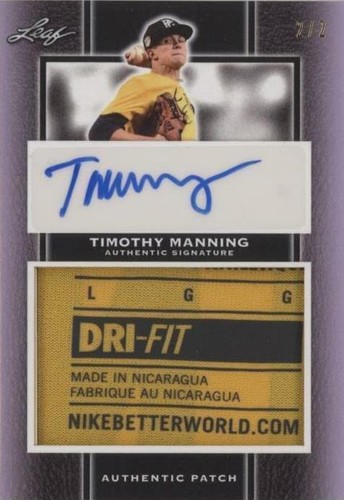 Leaf
TIMOTHY MANNING
AUTHENTIC SIGNATURE
L G G
DRI-FIT
MADE IN NICARAGUA
FABRIQUE AU NICARAGUA
NIKEBETTERWORLD.COM
AUTHENTIC PATCH